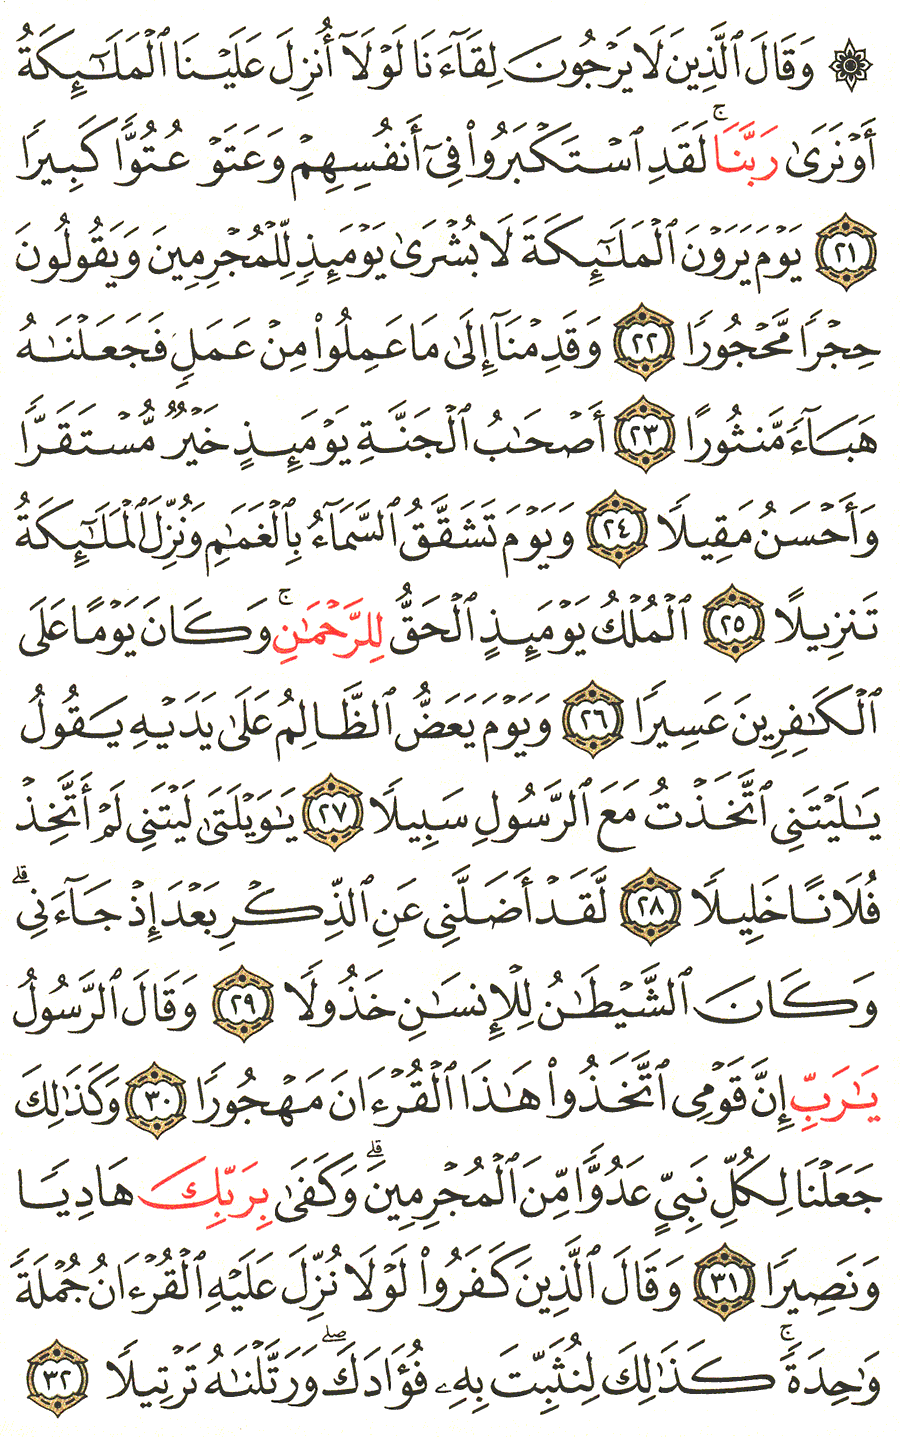 ۞ وَقَالَ ٱلَّذِينَ لَا يَرْجُونَ لِقَآءَنَا لَوْلَآ أُنزِلَ عَلَيْنَا ٱلْمَلَٰٓئِكَةُ
أَوْ نَرَىٰ رَبَّنَا ۗ لَقَدِ ٱسْتَكْبَرُوا۟ فِىٓ أَنفُسِهِمْ وَعَتَوْ عُتُوًّا كَبِيرًا
٢١ يَوْمَ يَرَوْنَ ٱلْمَلَٰٓئِكَةَ لَا بُشْرَىٰ يَوْمَئِذٍ لِّلْمُجْرِمِينَ وَيَقُولُونَ
حِجْرًا مَّحْجُورًا ٢٢ وَقَدِمْنَآ إِلَىٰ مَا عَمِلُوا۟ مِنْ عَمَلٍ فَجَعَلْنَٰهُ
هَبَآءً مَّنثُورًا ٢٣ أَصْحَٰبُ ٱلْجَنَّةِ يَوْمَئِذٍ خَيْرٌ مُّسْتَقَرًّا
وَأَحْسَنُ مَقِيلًا ٢٤ وَيَوْمَ تَشَقَّقُ ٱلسَّمَآءُ بِٱلْغَمَٰمِ وَنُزِّلَ ٱلْمَلَٰٓئِكَةُ
تَنزِيلًا ٢٥ ٱلْمُلْكُ يَوْمَئِذٍ ٱلْحَقُّ لِلرَّحْمَٰنِ ۚ وَكَانَ يَوْمًا عَلَى
ٱلْكَٰفِرِينَ عَسِيرًا ٢٦ وَيَوْمَ يَعَضُّ ٱلظَّالِمُ عَلَىٰ يَدَيْهِ يَقُولُ
يَٰلَيْتَنِى ٱتَّخَذْتُ مَعَ ٱلرَّسُولِ سَبِيلًا ٢٧ يَٰوَيْلَتَىٰ لَيْتَنِى لَمْ أَتَّخِذْ
فُلَانًا خَلِيلًا ٢٨ لَّقَدْ أَضَلَّنِى عَنِ ٱلذِّكْرِ بَعْدَ إِذْ جَآءَنِى ۗ
وَكَانَ ٱلشَّيْطَٰنُ لِلْإِنسَٰنِ خَذُولًا ٢٩ وَقَالَ ٱلرَّسُولُ
يَٰرَبِّ إِنَّ قَوْمِى ٱتَّخَذُوا۟ هَٰذَا ٱلْقُرْءَانَ مَهْجُورًا ٣٠ وَكَذَٰلِكَ
جَعَلْنَا لِكُلِّ نَبِىٍّ عَدُوًّا مِّنَ ٱلْمُجْرِمِينَ ۗ وَكَفَىٰ بِرَبِّكَ هَادِيًا
وَنَصِيرًا ٣١ وَقَالَ ٱلَّذِينَ كَفَرُوا۟ لَوْلَا نُزِّلَ عَلَيْهِ ٱلْقُرْءَانُ جُمْلَةً
وَٰحِدَةً ۚ كَذَٰلِكَ لِنُثَبِّتَ بِهِۦ فُؤَادَكَ ۖ وَرَتَّلْنَٰهُ تَرْتِيلًا ٣٢